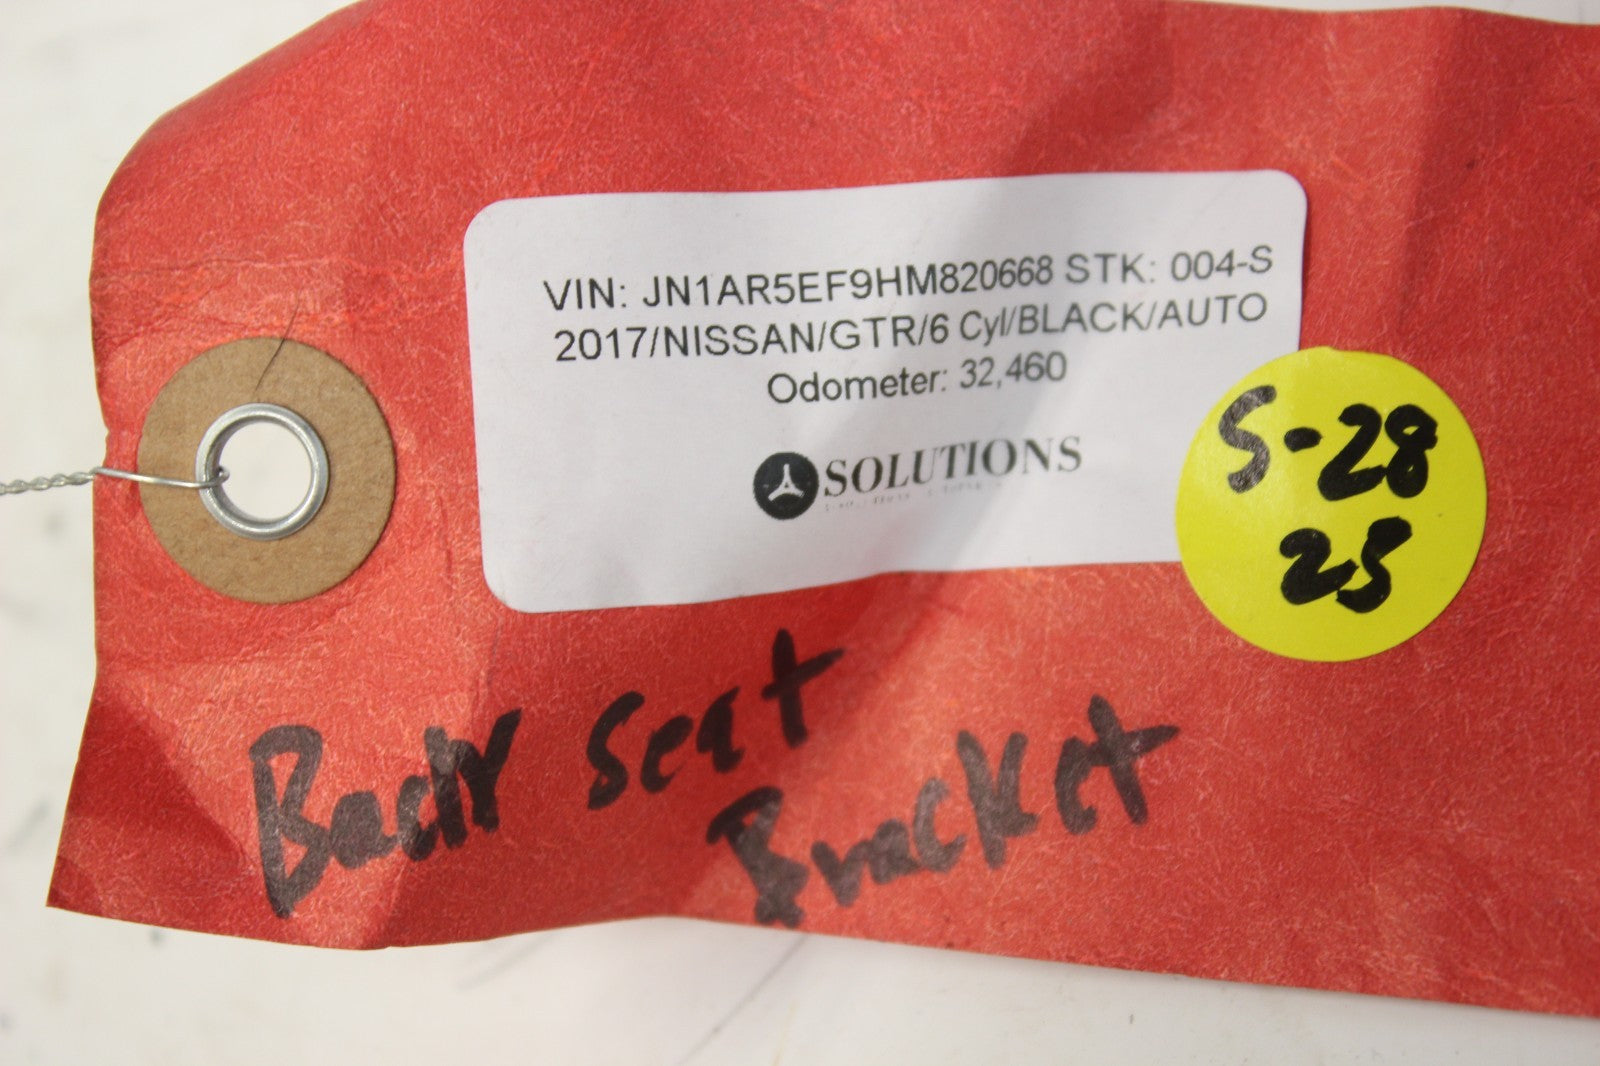 VIN: JN1AR5EF9HM820668 STK: 004-S
2017/NISSAN/GTR/6 Cyl/BLACK/AUTO
Odometer: 32,460
SOLUTIONS
S-28
25
Back Seat
Bracket